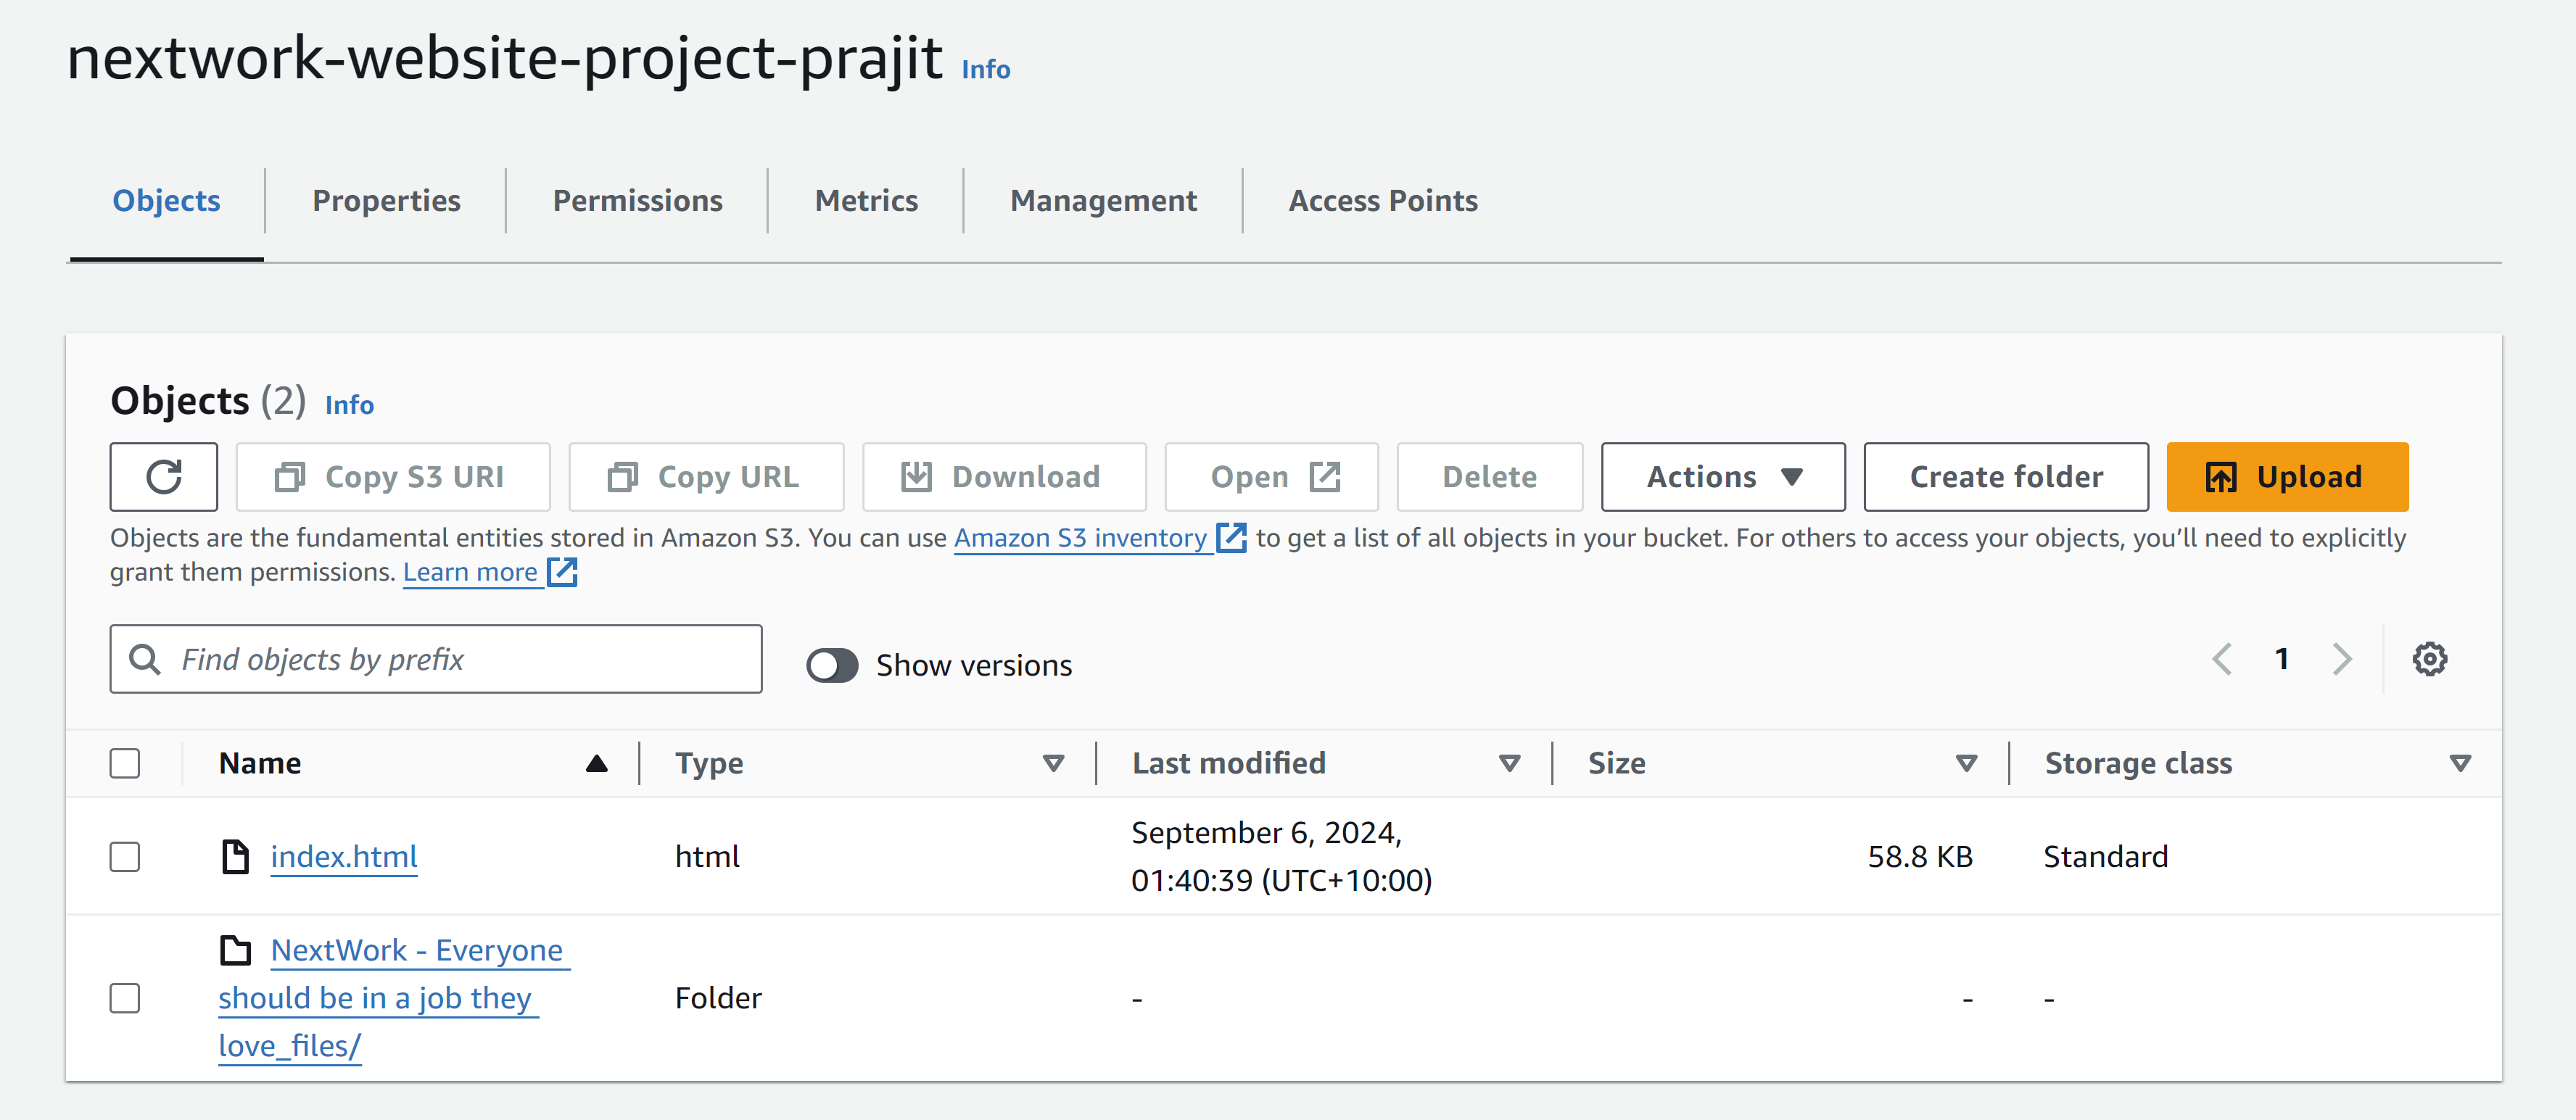 nextwork-website-project-prajit Info
Objects Properties Permissions Metrics Management Access Points
Objects (2) Info
Copy S3 URI Copy URL Download Open Delete Actions Create folder Upload
Objects are the fundamental entities stored in Amazon S3. You can use Amazon S3 inventory to get a list of all objects in your bucket. For others to access your objects, you’ll need to explicitly
grant them permissions. Learn more
Find objects by prefix Show versions 1
Name Type Last modified Size Storage class
index.html html September 6, 2024, 58.8 KB Standard
01:40:39 (UTC+10:00)
NextWork - Everyone
should be in a job they Folder - - -
love_files/